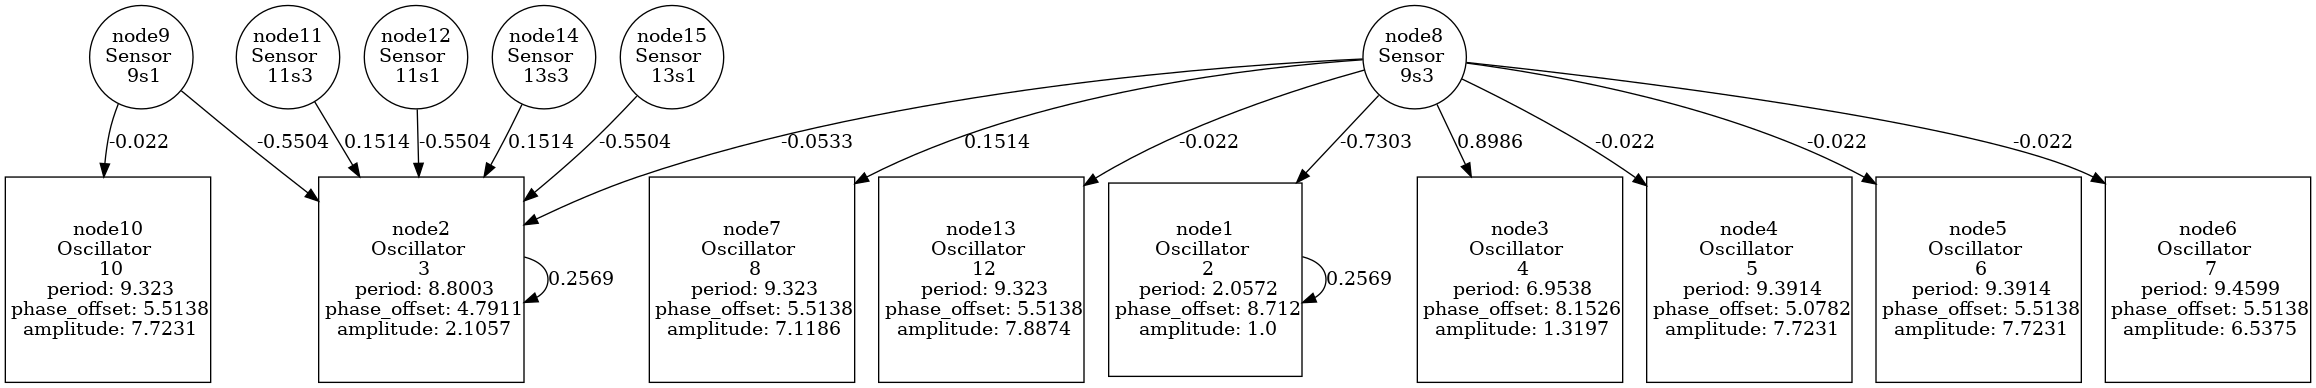 node9
Sensor
9s1
node11
Sensor
11s3
node12
Sensor
11s1
node14
Sensor
13s3
node15
Sensor
13s1
node8
Sensor
9s3
-0.022
-0.5504
0.1514
-0.5504
0.1514
-0.5504
-0.0533
0.1514
-0.022
-0.7303
0.8986
-0.022
-0.022
-0.022
node10
Oscillator
10
period: 9.323
phase_offset: 5.5138
amplitude: 7.7231
node2
Oscillator
3
period: 8.8003
phase_offset: 4.7911
amplitude: 2.1057
0.2569
node7
Oscillator
8
period: 9.323
phase_offset: 5.5138
amplitude: 7.1186
node13
Oscillator
12
period: 9.323
phase_offset: 5.5138
amplitude: 7.8874
node1
Oscillator
2
period: 2.0572
phase_offset: 8.712
amplitude: 1.0
0.2569
node3
Oscillator
4
period: 6.9538
phase_offset: 8.1526
amplitude: 1.3197
node4
Oscillator
5
period: 9.3914
phase_offset: 5.0782
amplitude: 7.7231
node5
Oscillator
6
period: 9.3914
phase_offset: 5.5138
amplitude: 7.7231
node6
Oscillator
7
period: 9.4599
phase_offset: 5.5138
amplitude: 6.5375